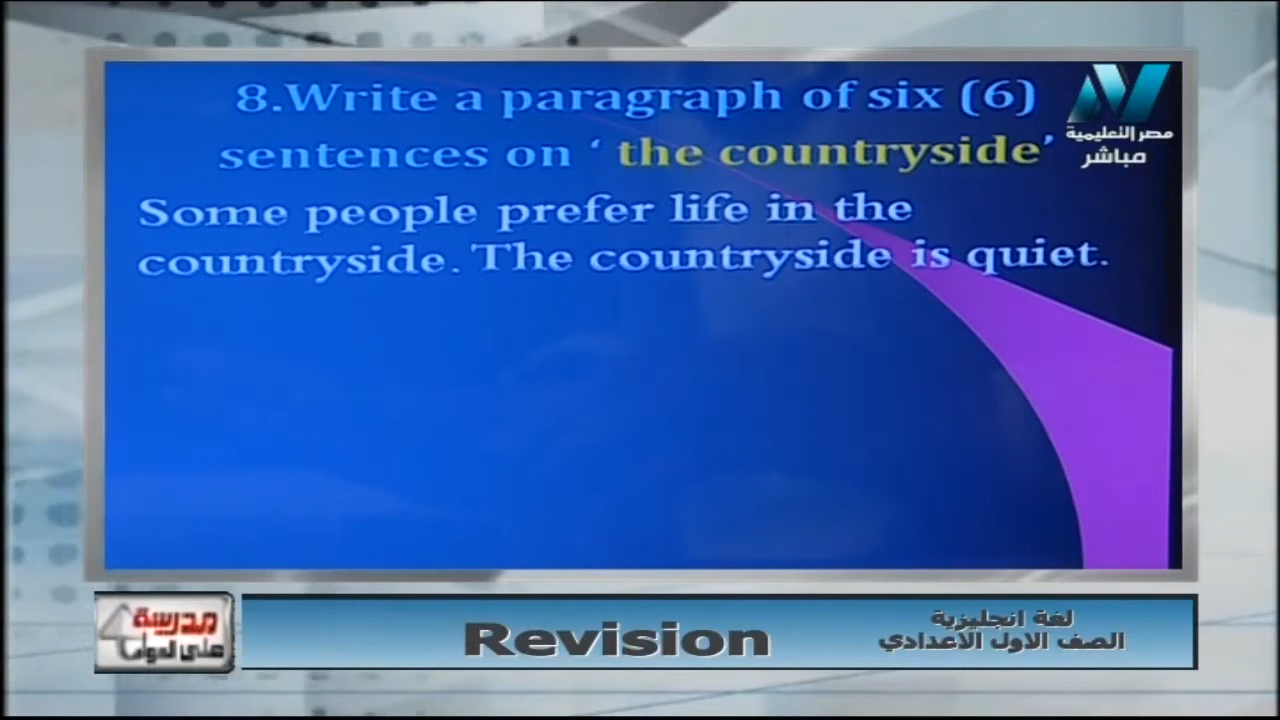 8.Write a paragraph of six (6)
sentences on ‘ the countryside’
Some people prefer life in the
countryside. The countryside is quiet.
مصر التعليمية
مباشر
مدرسة
على الهواء
Revision
لغة انجليزية
الصف الاول الاعدادي